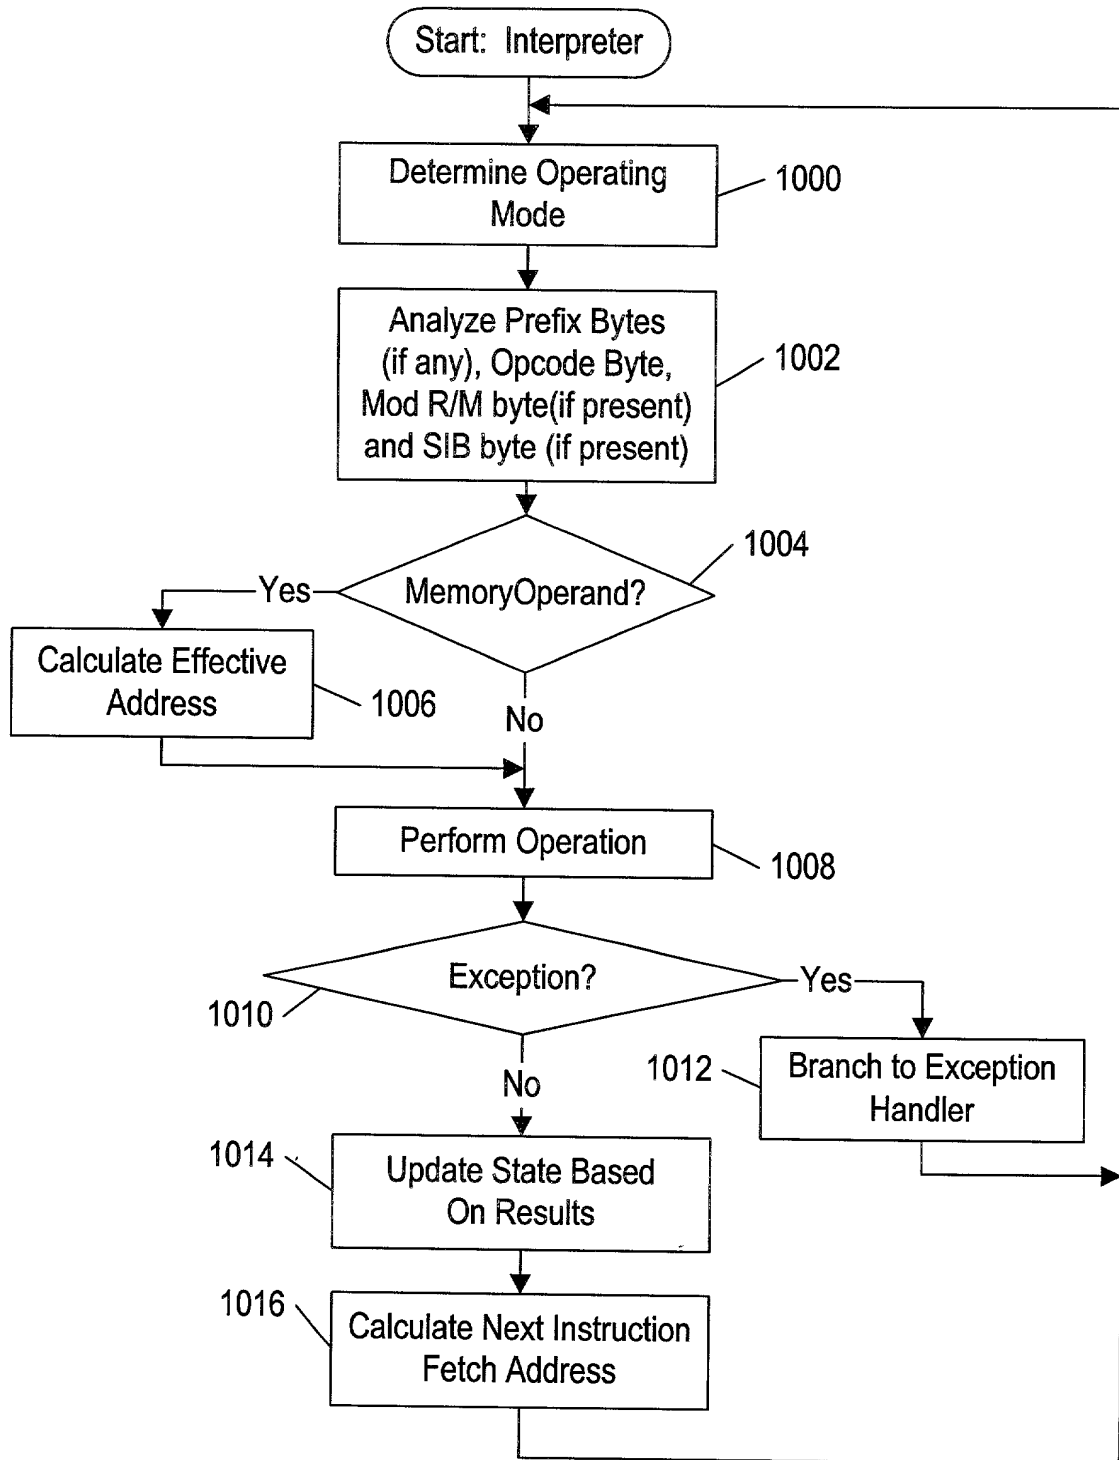 Start: Interpreter
Determine Operating
Mode
1000
Analyze Prefix Bytes
(if any), Opcode Byte,
Mod R/M byte(if present)
and SIB byte (if present)
1002
MemoryOperand?
1004
Yes
Calculate Effective
Address
1006
No
Perform Operation
1008
Exception?
1010
Yes
1012
Branch to Exception
Handler
No
1014
Update State Based
On Results
1016
Calculate Next Instruction
Fetch Address